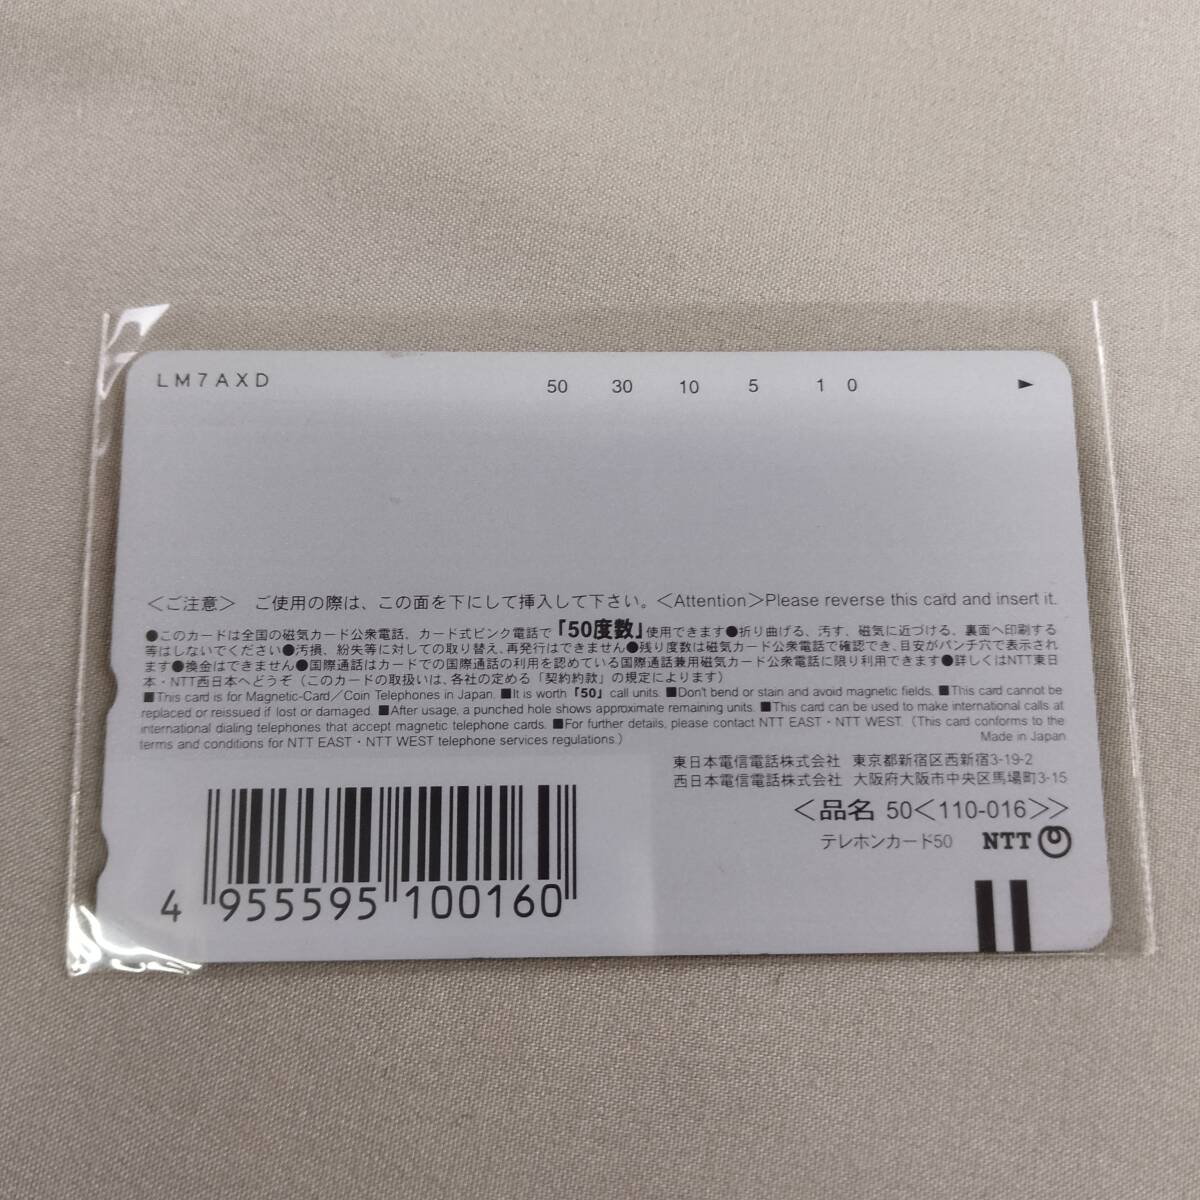 LM7AXD
50 30 10 5 1 0 ►
＜ご注意＞ ご使用の際は、この面を下にして挿入して下さい。＜Attention＞Please reverse this card and insert it.
●このカードは全国の磁気カード公衆電話、カード式ピンク電話で「50度数」使用できます●折り曲げる、汚す、磁気に近づける、裏面へ印刷する
等はしないでください●汚損、紛失等に対しての取り替え、再発行はできません●残り度数は磁気カード公衆電話で確認でき、目安がパンチ穴で表示されま
す●換金はできません●国際通話はカードでの国際通話の利用を認めている国際通話兼用磁気カード公衆電話に限り利用できます●詳しくはNTT東日
本・NTT西日本へどうぞ（このカードの取扱いは、各社の定める「契約約款」の規定によります）
■This card is for Magnetic-Card／Coin Telephones in Japan. ■It is worth「50」call units. ■Don't bend or stain and avoid magnetic fields. ■This card cannot be
replaced or reissued if lost or damaged. ■After usage, a punched hole shows approximate remaining units. ■This card can be used to make international calls at
international dialing telephones that accept magnetic telephone cards. ■For further details, please contact NTT EAST・NTT WEST.（This card conforms to the
terms and conditions for NTT EAST・NTT WEST telephone services regulations.）
Made in Japan
東日本電信電話株式会社 東京都新宿区西新宿3-19-2
西日本電信電話株式会社 大阪府大阪市中央区馬場町3-15
＜品名 50＜110-016＞＞
テレホンカード50 NTT
4 955595 100160